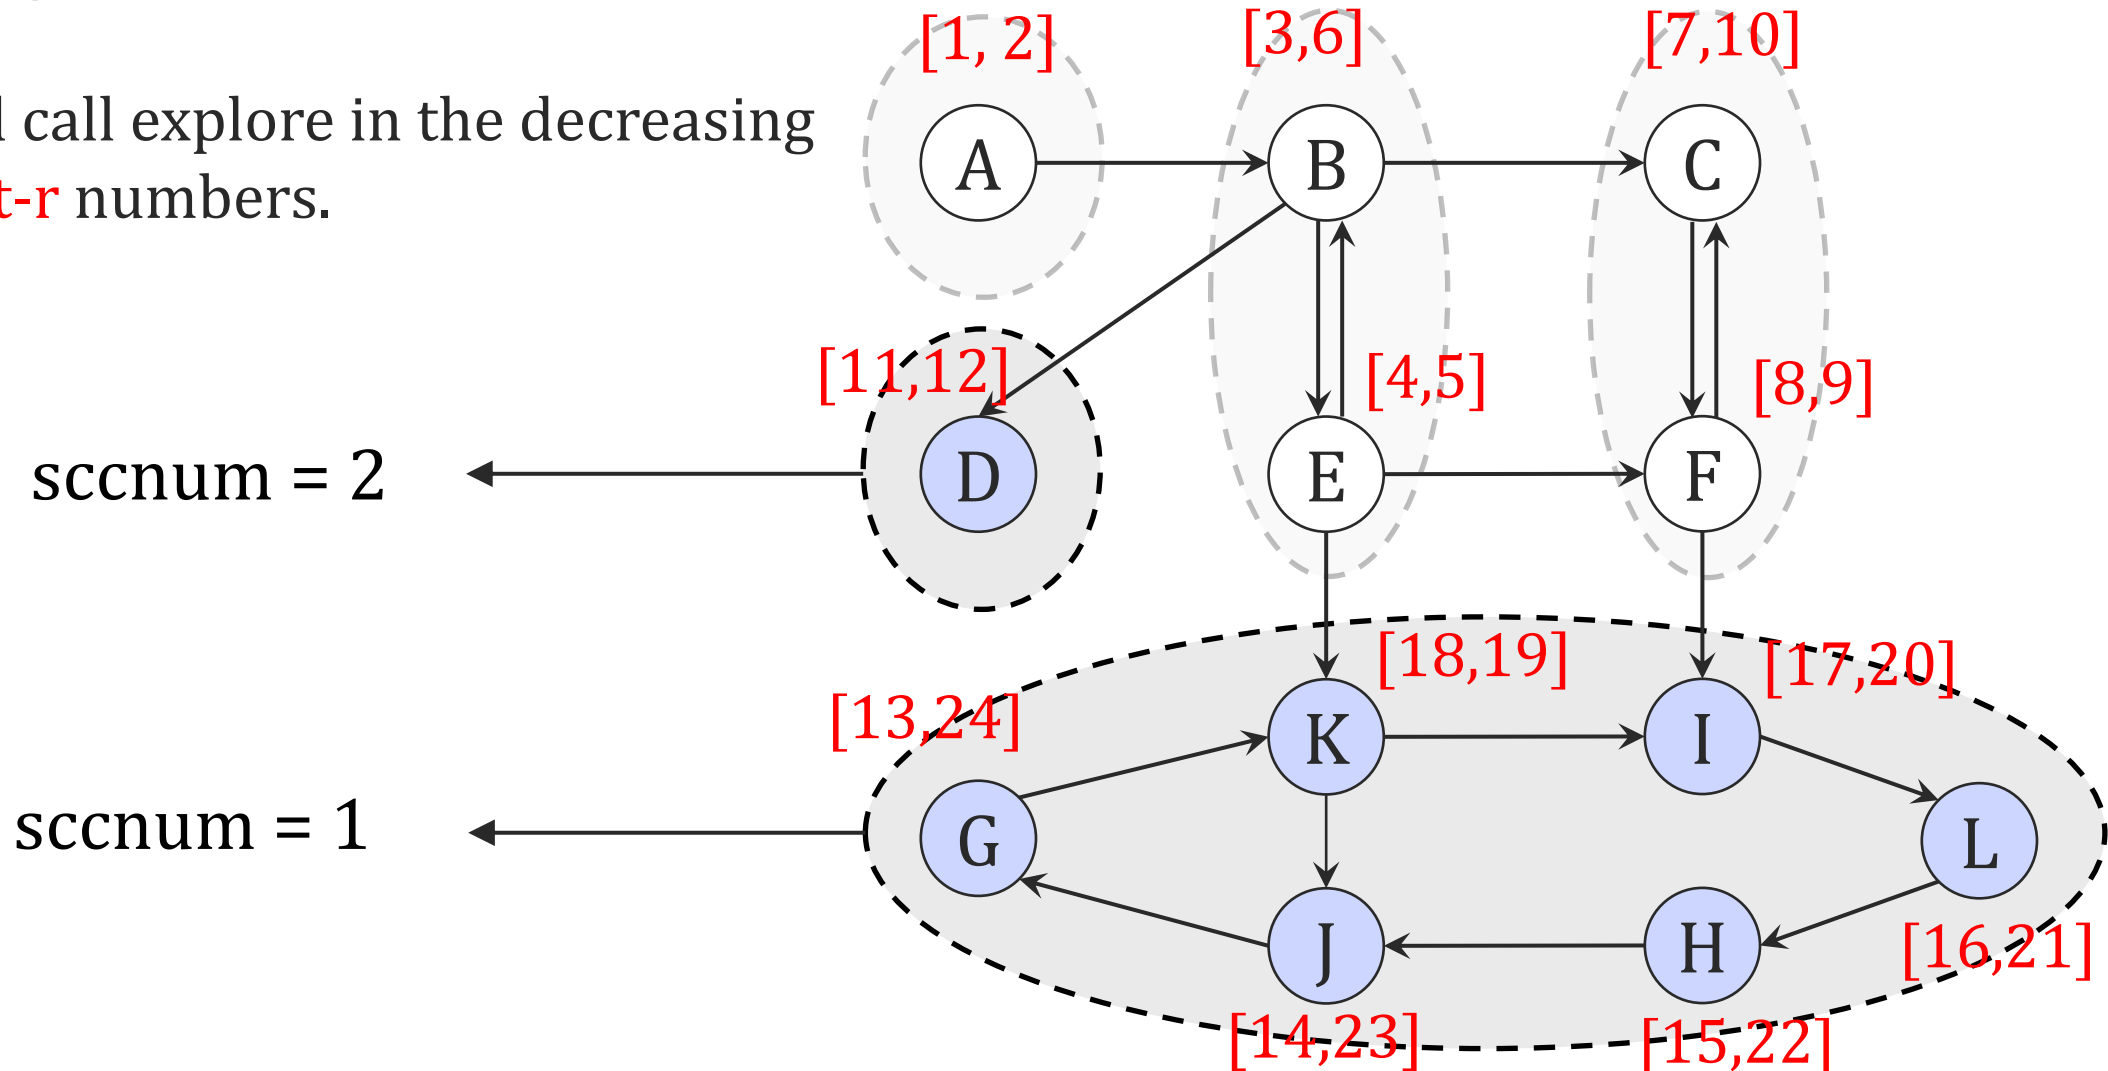 [1, 2]
[3,6]
[7,10]
call explore in the decreasing
t-r numbers.
A
B
C
[11,12]
[4,5]
[8,9]
sccnum = 2
D
E
F
[18,19]
[17,20]
[13,24]
K
I
sccnum = 1
G
L
J
H
[16,21]
[14,23]
[15,22]